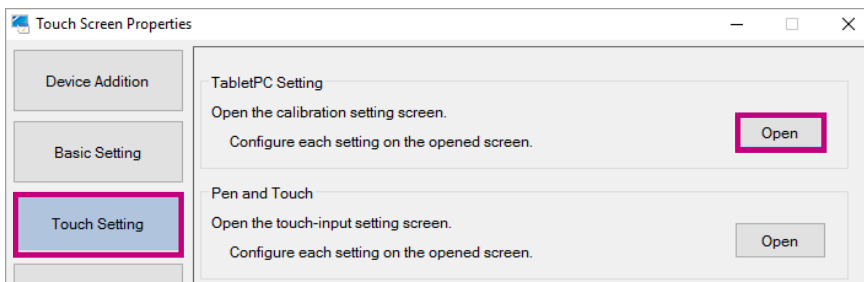 Touch Screen Properties
Device Addition
Basic Setting
Touch Setting
TabletPC Setting
Open the calibration setting screen.
Configure each setting on the opened screen.
Open
Pen and Touch
Open the touch-input setting screen.
Configure each setting on the opened screen.
Open